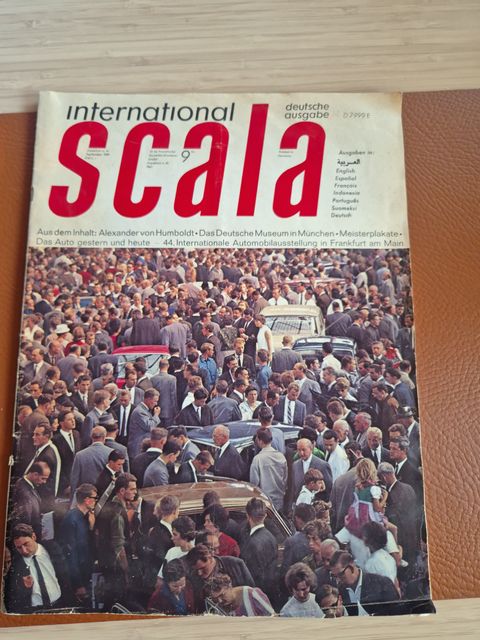 international
deutsche
ausgabe D 7999 E
scala
9
Ausgaben in:
العربية
English
Español
Français
Indonesia
Português
Suomeksi
Deutsch
Aus dem Inhalt: Alexander von Humboldt • Das Deutsche Museum in München • Meisterplakate •
Das Auto gestern und heute – 44. Internationale Automobilausstellung in Frankfurt am Main